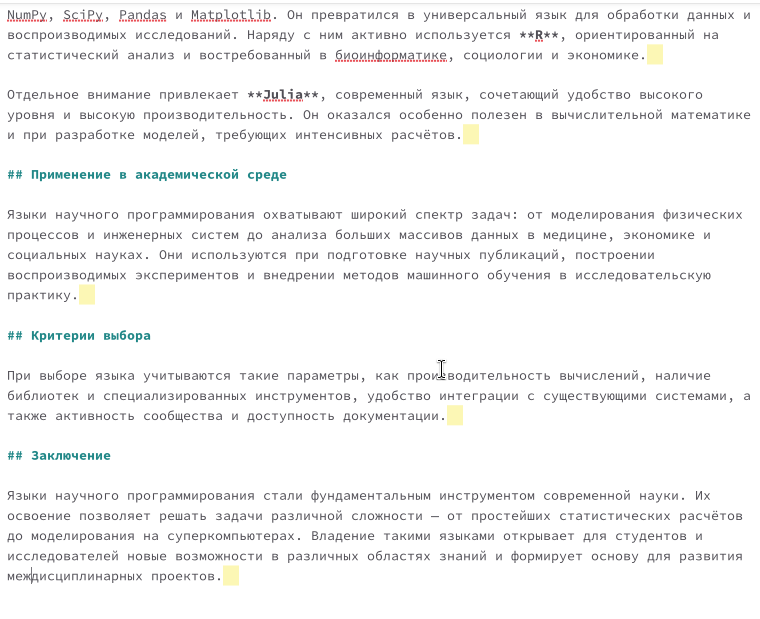 NumPy, SciPy, Pandas и Matplotlib. Он превратился в универсальный язык для обработки данных и
воспроизводимых исследований. Наряду с ним активно используется **R**, ориентированный на
статистический анализ и востребованный в биоинформатике, социологии и экономике.
Отдельное внимание привлекает **Julia**, современный язык, сочетающий удобство высокого
уровня и высокую производительность. Он оказался особенно полезен в вычислительной математике
и при разработке моделей, требующих интенсивных расчётов.
## Применение в академической среде
Языки научного программирования охватывают широкий спектр задач: от моделирования физических
процессов и инженерных систем до анализа больших массивов данных в медицине, экономике и
социальных науках. Они используются при подготовке научных публикаций, построении
воспроизводимых экспериментов и внедрении методов машинного обучения в исследовательскую
практику.
## Критерии выбора
При выборе языка учитываются такие параметры, как производительность вычислений, наличие
библиотек и специализированных инструментов, удобство интеграции с существующими системами, а
также активность сообщества и доступность документации.
## Заключение
Языки научного программирования стали фундаментальным инструментом современной науки. Их
освоение позволяет решать задачи различной сложности — от простейших статистических расчётов
до моделирования на суперкомпьютерах. Владение такими языками открывает для студентов и
исследователей новые возможности в различных областях знаний и формирует основу для развития
междисциплинарных проектов.